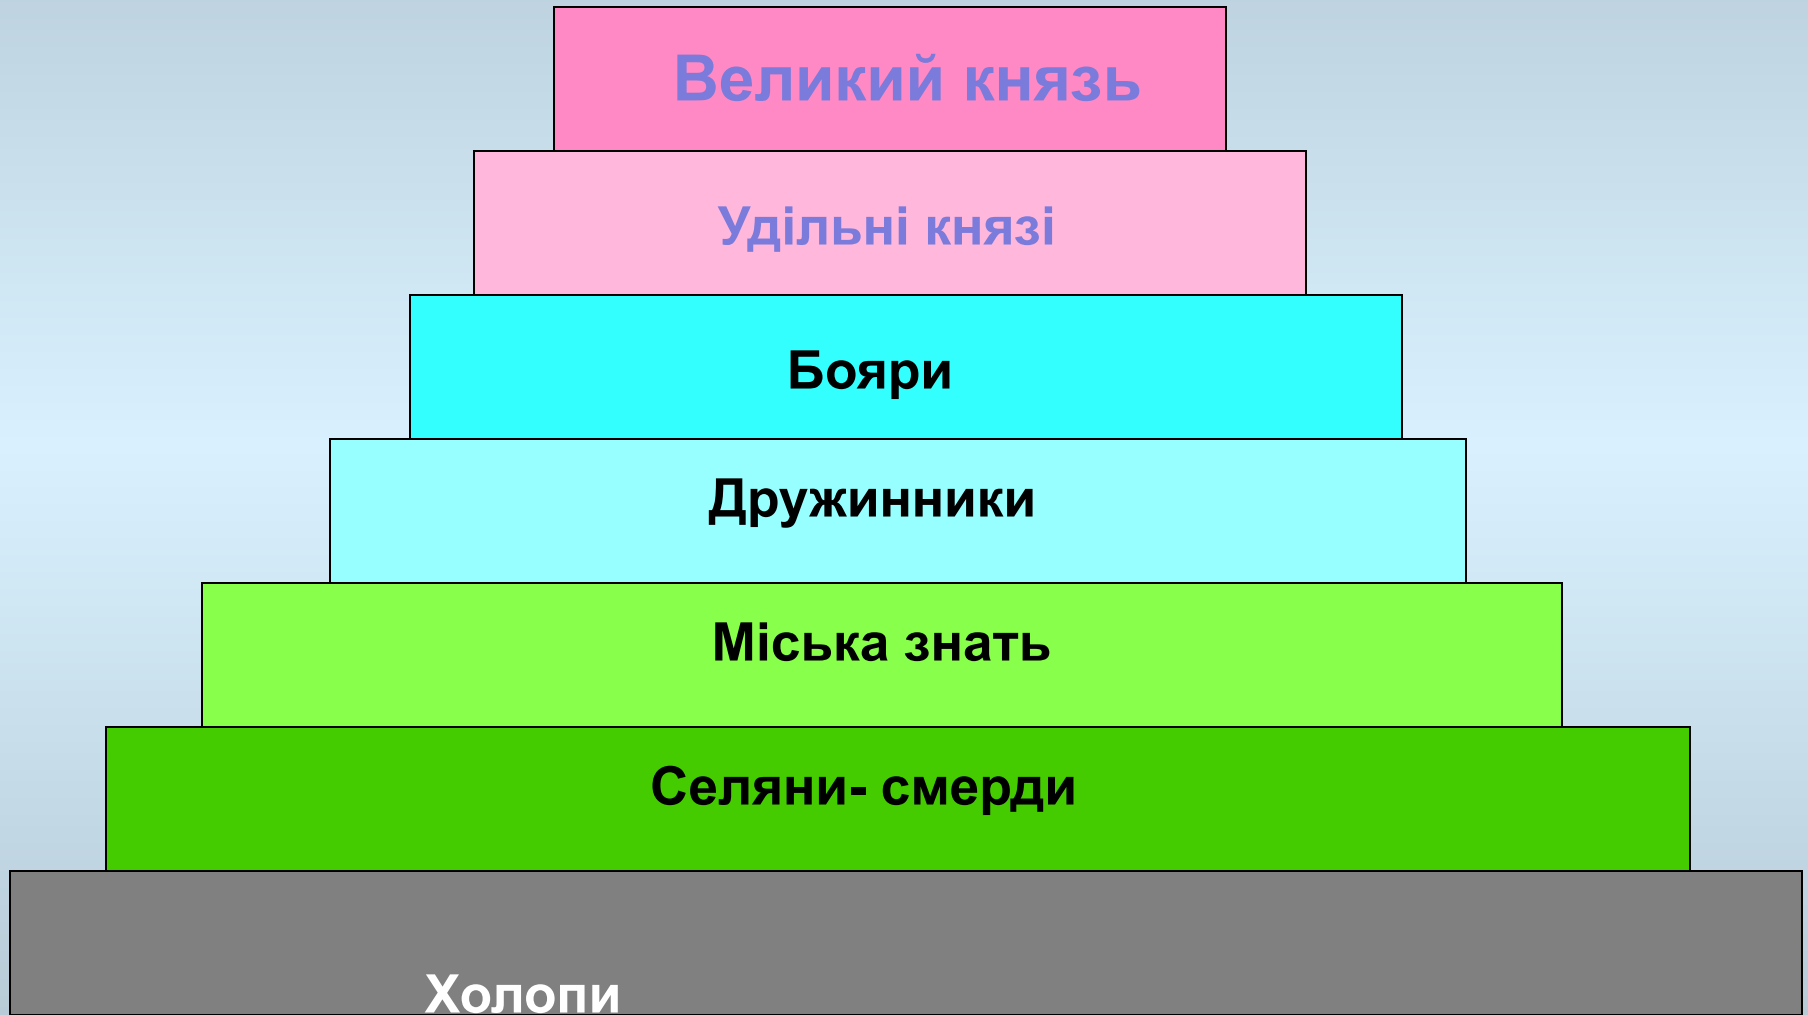 Великий князь
Удільні князі
Бояри
Дружинники
Міська знать
Селяни- смерди
Холопи